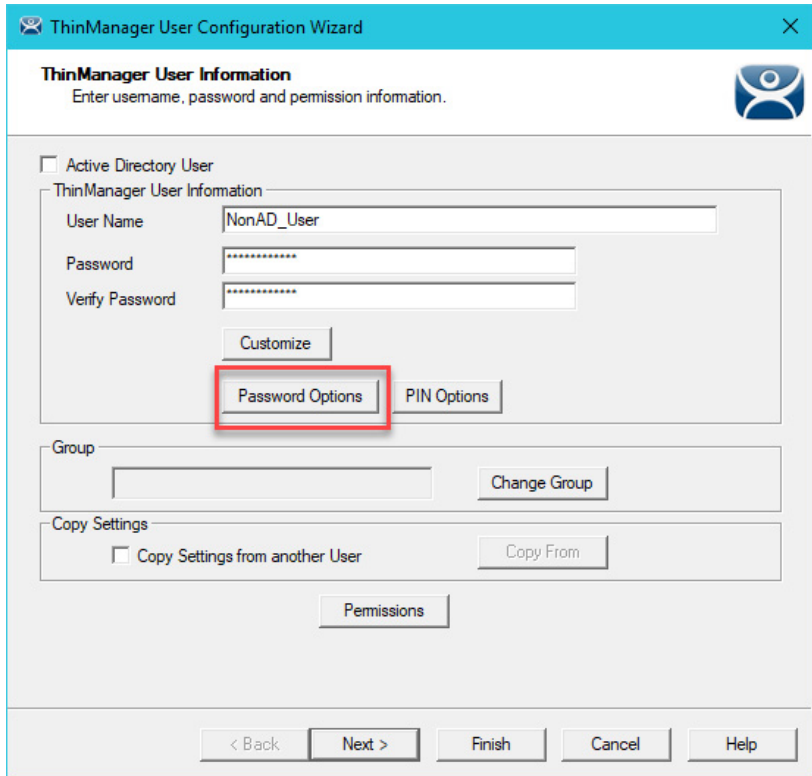 ThinManager User Configuration Wizard
ThinManager User Information
Enter username, password and permission information.
Active Directory User
ThinManager User Information
User Name NonAD_User
Password ************
Verify Password ************
Customize
Password Options PIN Options
Group
Change Group
Copy Settings
Copy Settings from another User Copy From
Permissions
< Back Next > Finish Cancel Help